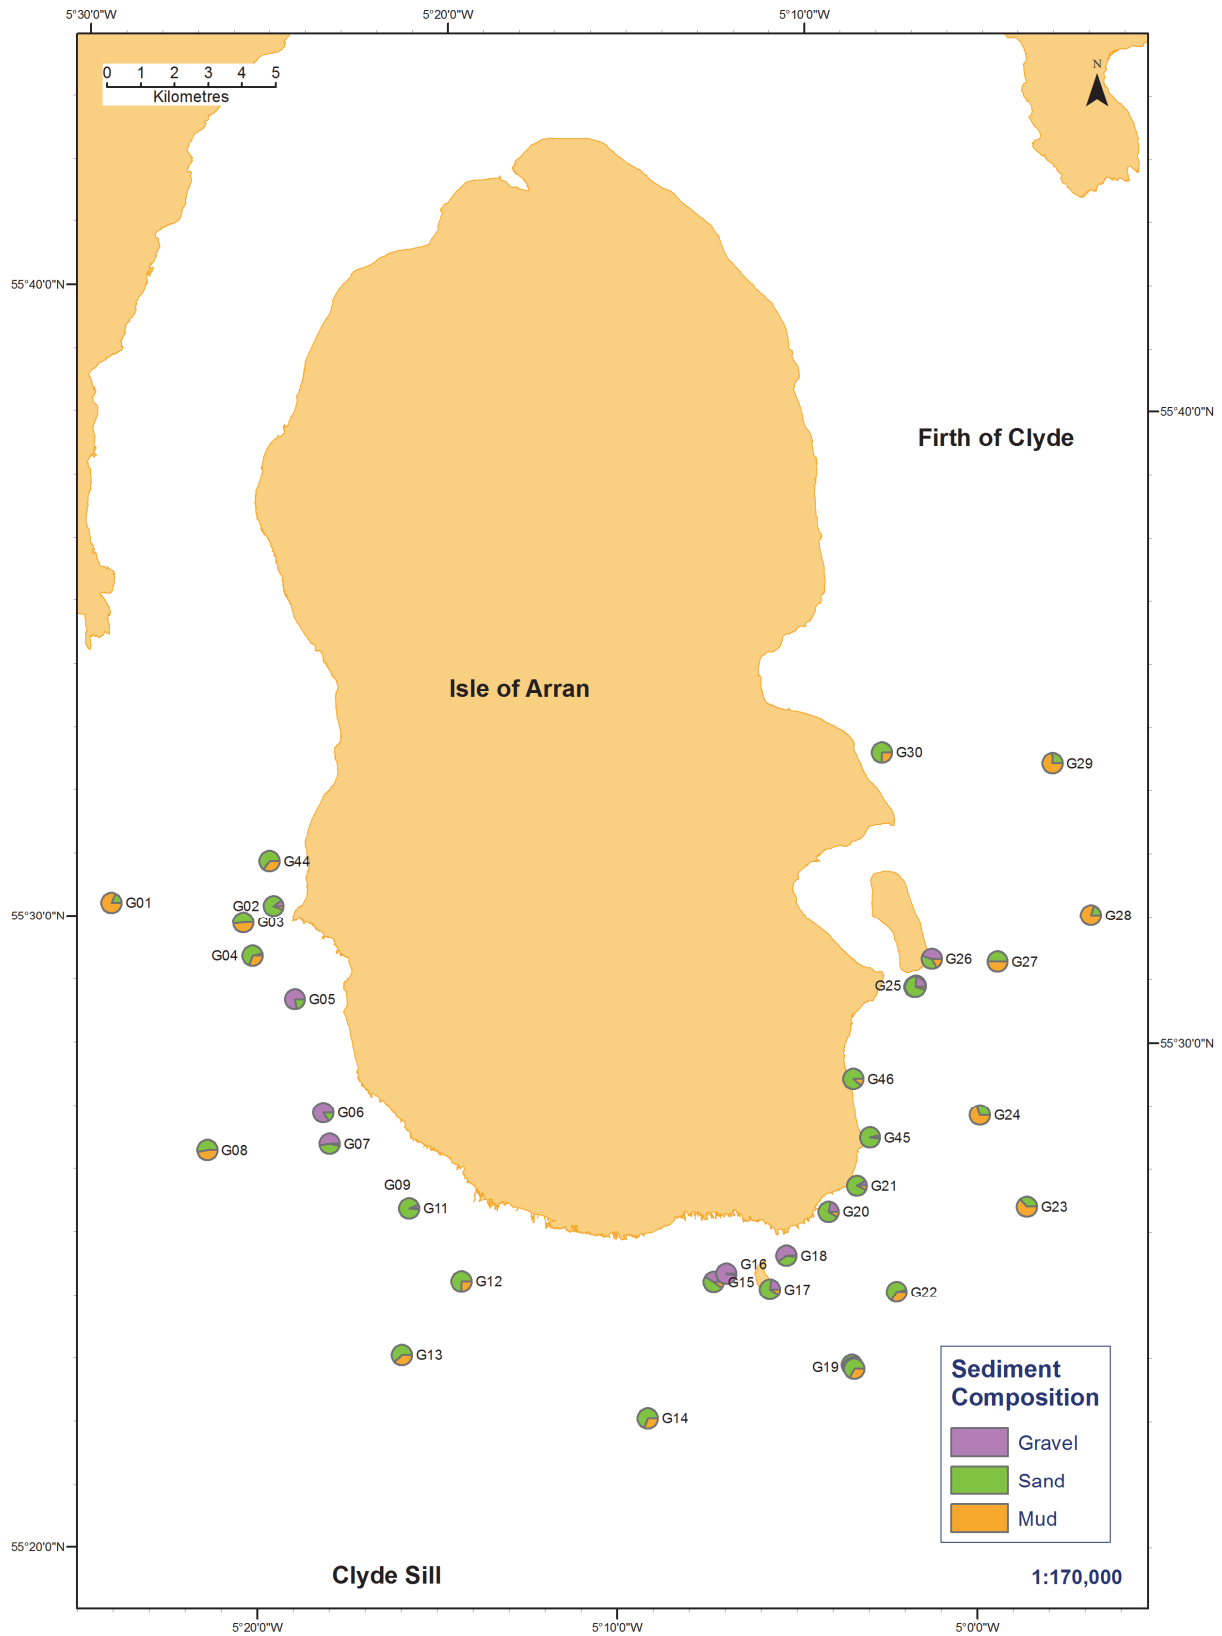 5°30'0"W
5°20'0"W
5°10'0"W
0 1 2 3 4 5
Kilometres
N
55°40'0"N
55°40'0"N
Firth of Clyde
Isle of Arran
G30
G29
G44
G01
G02
G03
G28
55°30'0"N
G04
G26
G27
G25
G05
55°30'0"N
G46
G06
G24
G07
G45
G08
G09
G21
G11
G20
G23
G18
G16
G12
G15
G17
G22
G13
G19
G14
Sediment
Composition
Gravel
Sand
Mud
55°20'0"N
Clyde Sill
1:170,000
5°20'0"W
5°10'0"W
5°0'0"W